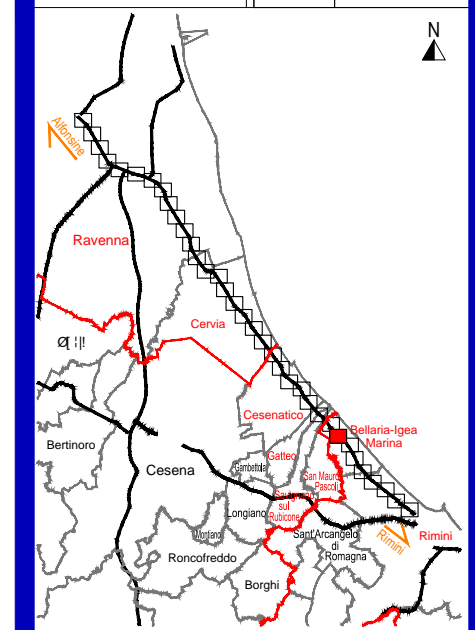 N
Alfonsine
Ravenna
Cervia
Cesenatico
Bellaria-Igea
Marina
Bertinoro
Gatteo
Cesena
Gambettola
San Mauro
Pascoli
Savignano
sul
Rubicone
Longiano
Montiano
Sant'Arcangelo
di
Romagna
Rimini
Rimini
Roncofreddo
Borghi